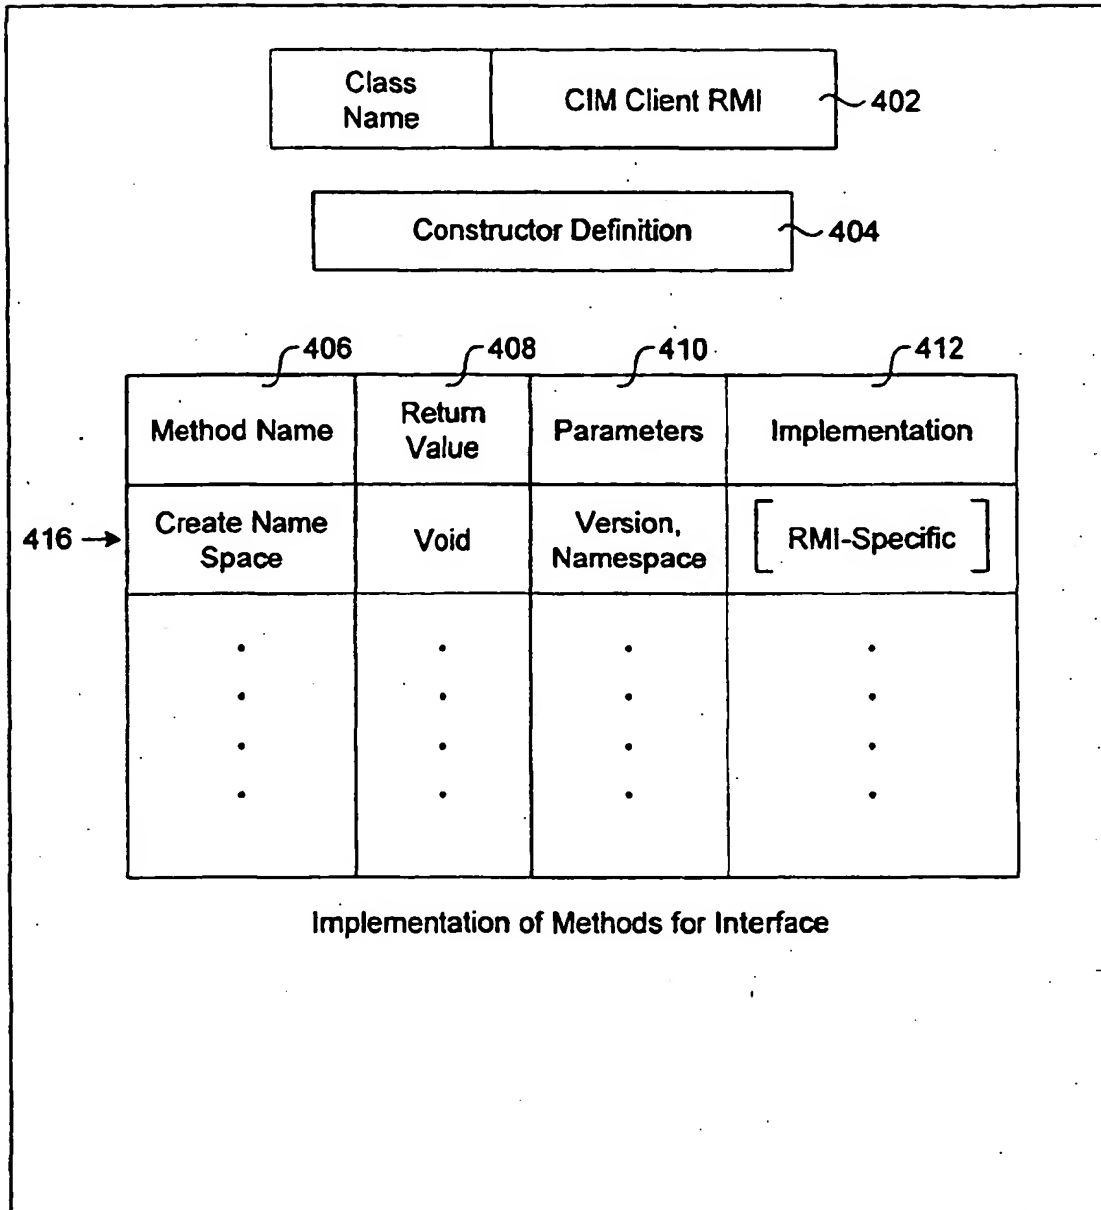 Class
Name
CIM Client RMI
402
Constructor Definition
404
406
408
410
412
Method Name
Return
Value
Parameters
Implementation
416
Create Name
Space
Void
Version,
Namespace
RMI-Specific
Implementation of Methods for Interface